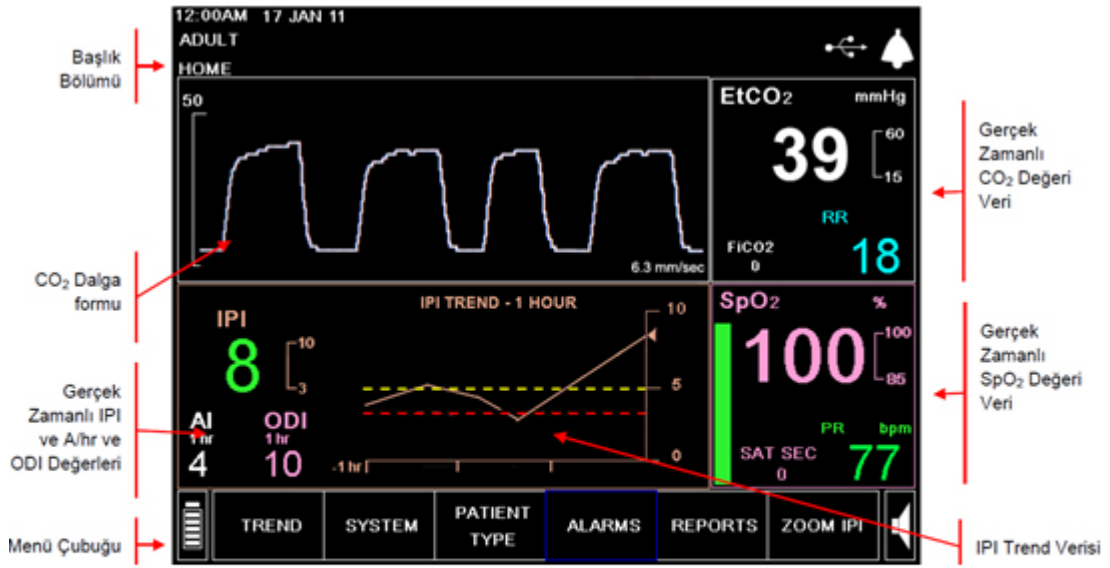 12:00AM 17 JAN 11
ADULT
HOME
Başlık
Bölümü
50
6.3 mm/sec
EtCO2 mmHg
39
60
15
RR
FiCO2
0
18
Gerçek
Zamanlı
CO2 Değeri
Veri
CO2 Dalga
formu
IPI TREND - 1 HOUR
IPI
8
10
3
AI
1 hr
4
ODI
1 hr
10
10
5
0
-1 hr
SpO2 %
100
100
85
PR bpm
SAT SEC
0
77
Gerçek
Zamanlı
SpO2 Değeri
Veri
Gerçek
Zamanlı IPI
ve A/hr ve
ODI Değerleri
Menü Çubuğu
TREND
SYSTEM
PATIENT
TYPE
ALARMS
REPORTS
ZOOM IPI
IPI Trend Verisi